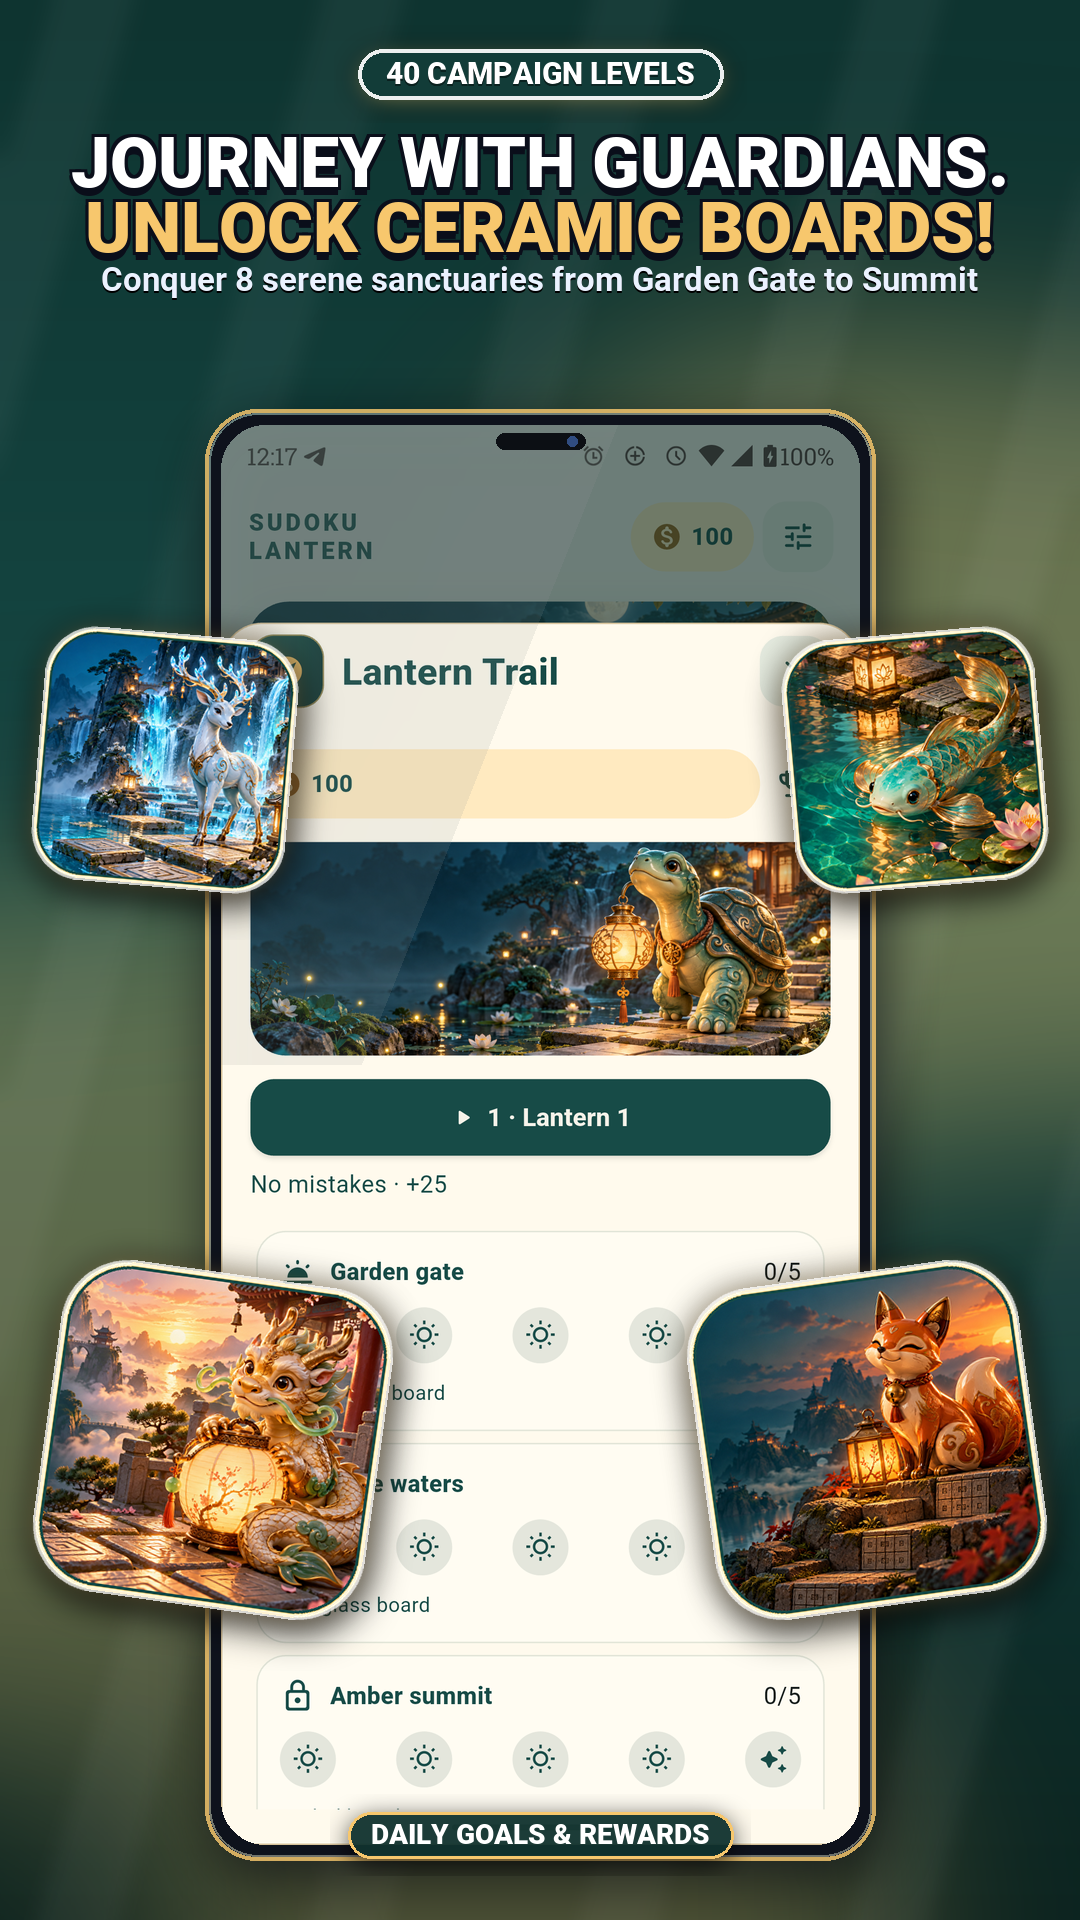 40 CAMPAIGN LEVELS
JOURNEY WITH GUARDIANS.
UNLOCK CERAMIC BOARDS!
Conquer 8 serene sanctuaries from Garden Gate to Summit
12:17 100%
SUDOKU
LANTERN
100
Lantern Trail
100
1 · Lantern 1
No mistakes · +25
Garden gate 0/5
board
waters
board
Amber summit 0/5
DAILY GOALS & REWARDS